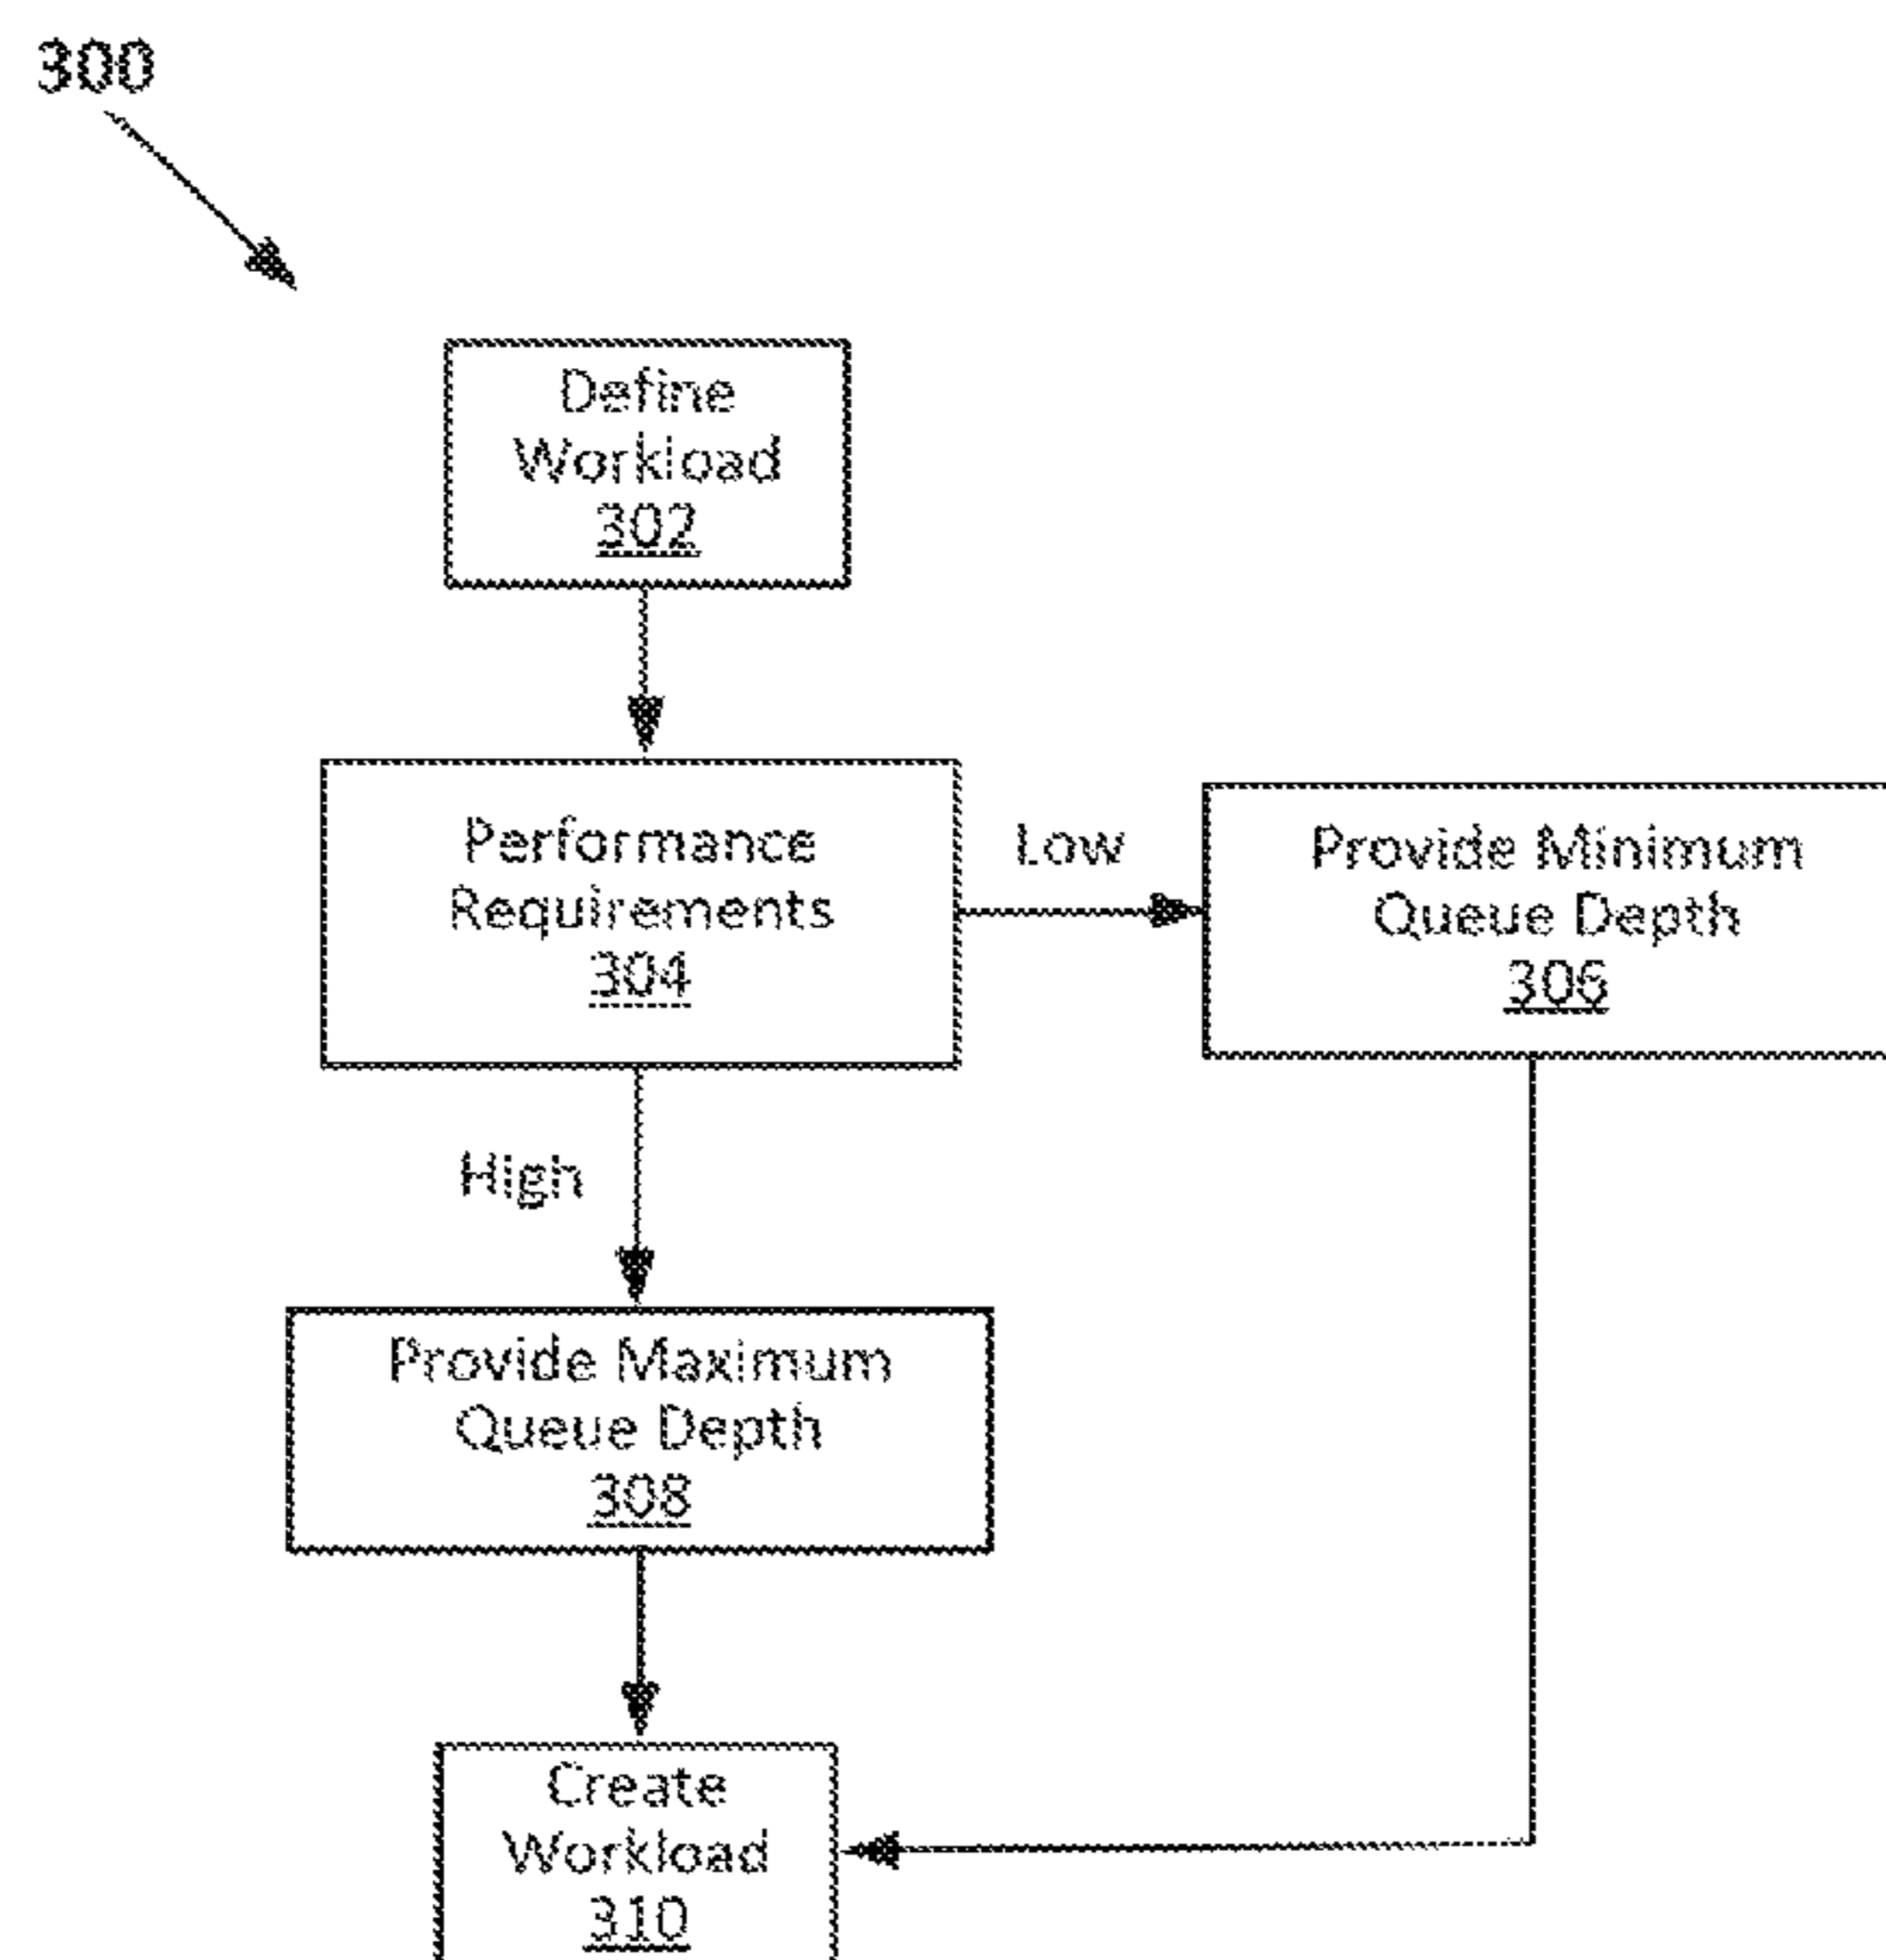 300
Define
Workload
302
Performance
Requirements
304
Low
Provide Minimum
Queue Depth
306
High
Provide Maximum
Queue Depth
308
Create
Workload
310